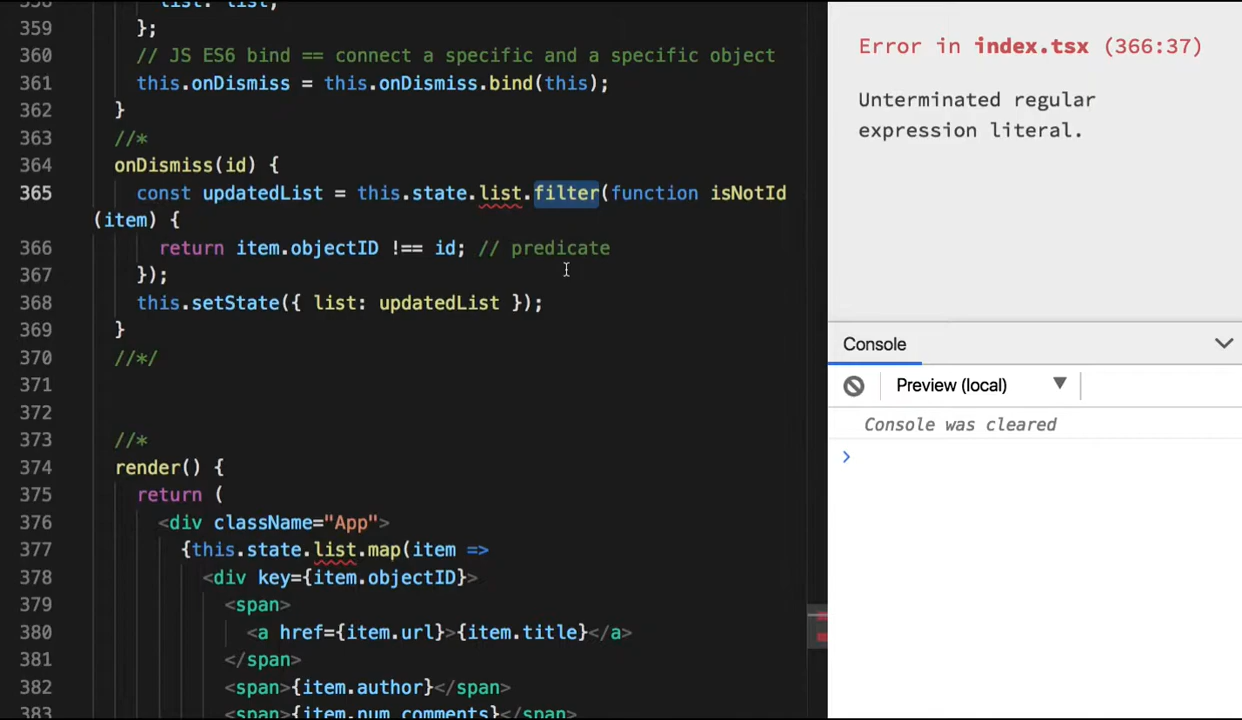 358 list: list,
359 };
360 // JS ES6 bind == connect a specific and a specific object
361 this.onDismiss = this.onDismiss.bind(this);
362 }
363 //*
364 onDismiss(id) {
365 const updatedList = this.state.list.filter(function isNotId
(item) {
366 return item.objectID !== id; // predicate
367 });
368 this.setState({ list: updatedList });
369 }
370 //*/
371
372
373 //*
374 render() {
375 return (
376 <div className="App">
377 {this.state.list.map(item =>
378 <div key={item.objectID}>
379 <span>
380 <a href={item.url}>{item.title}</a>
381 </span>
382 <span>{item.author}</span>
383 <span>{item.num_comments}</span>
Error in index.tsx (366:37)
Unterminated regular
expression literal.
Console
Preview (local)
Console was cleared